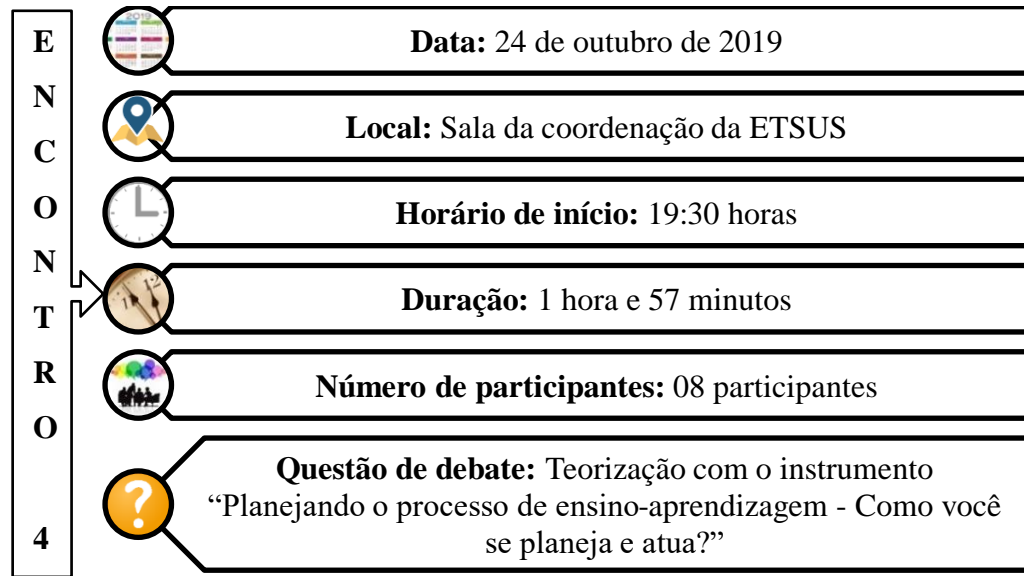 ENCONTRO 4
2019
Data: 24 de outubro de 2019
Local: Sala da coordenação da ETSUS
Horário de início: 19:30 horas
Duração: 1 hora e 57 minutos
Número de participantes: 08 participantes
Questão de debate: Teorização com o instrumento
“Planejando o processo de ensino-aprendizagem - Como você
se planeja e atua?”